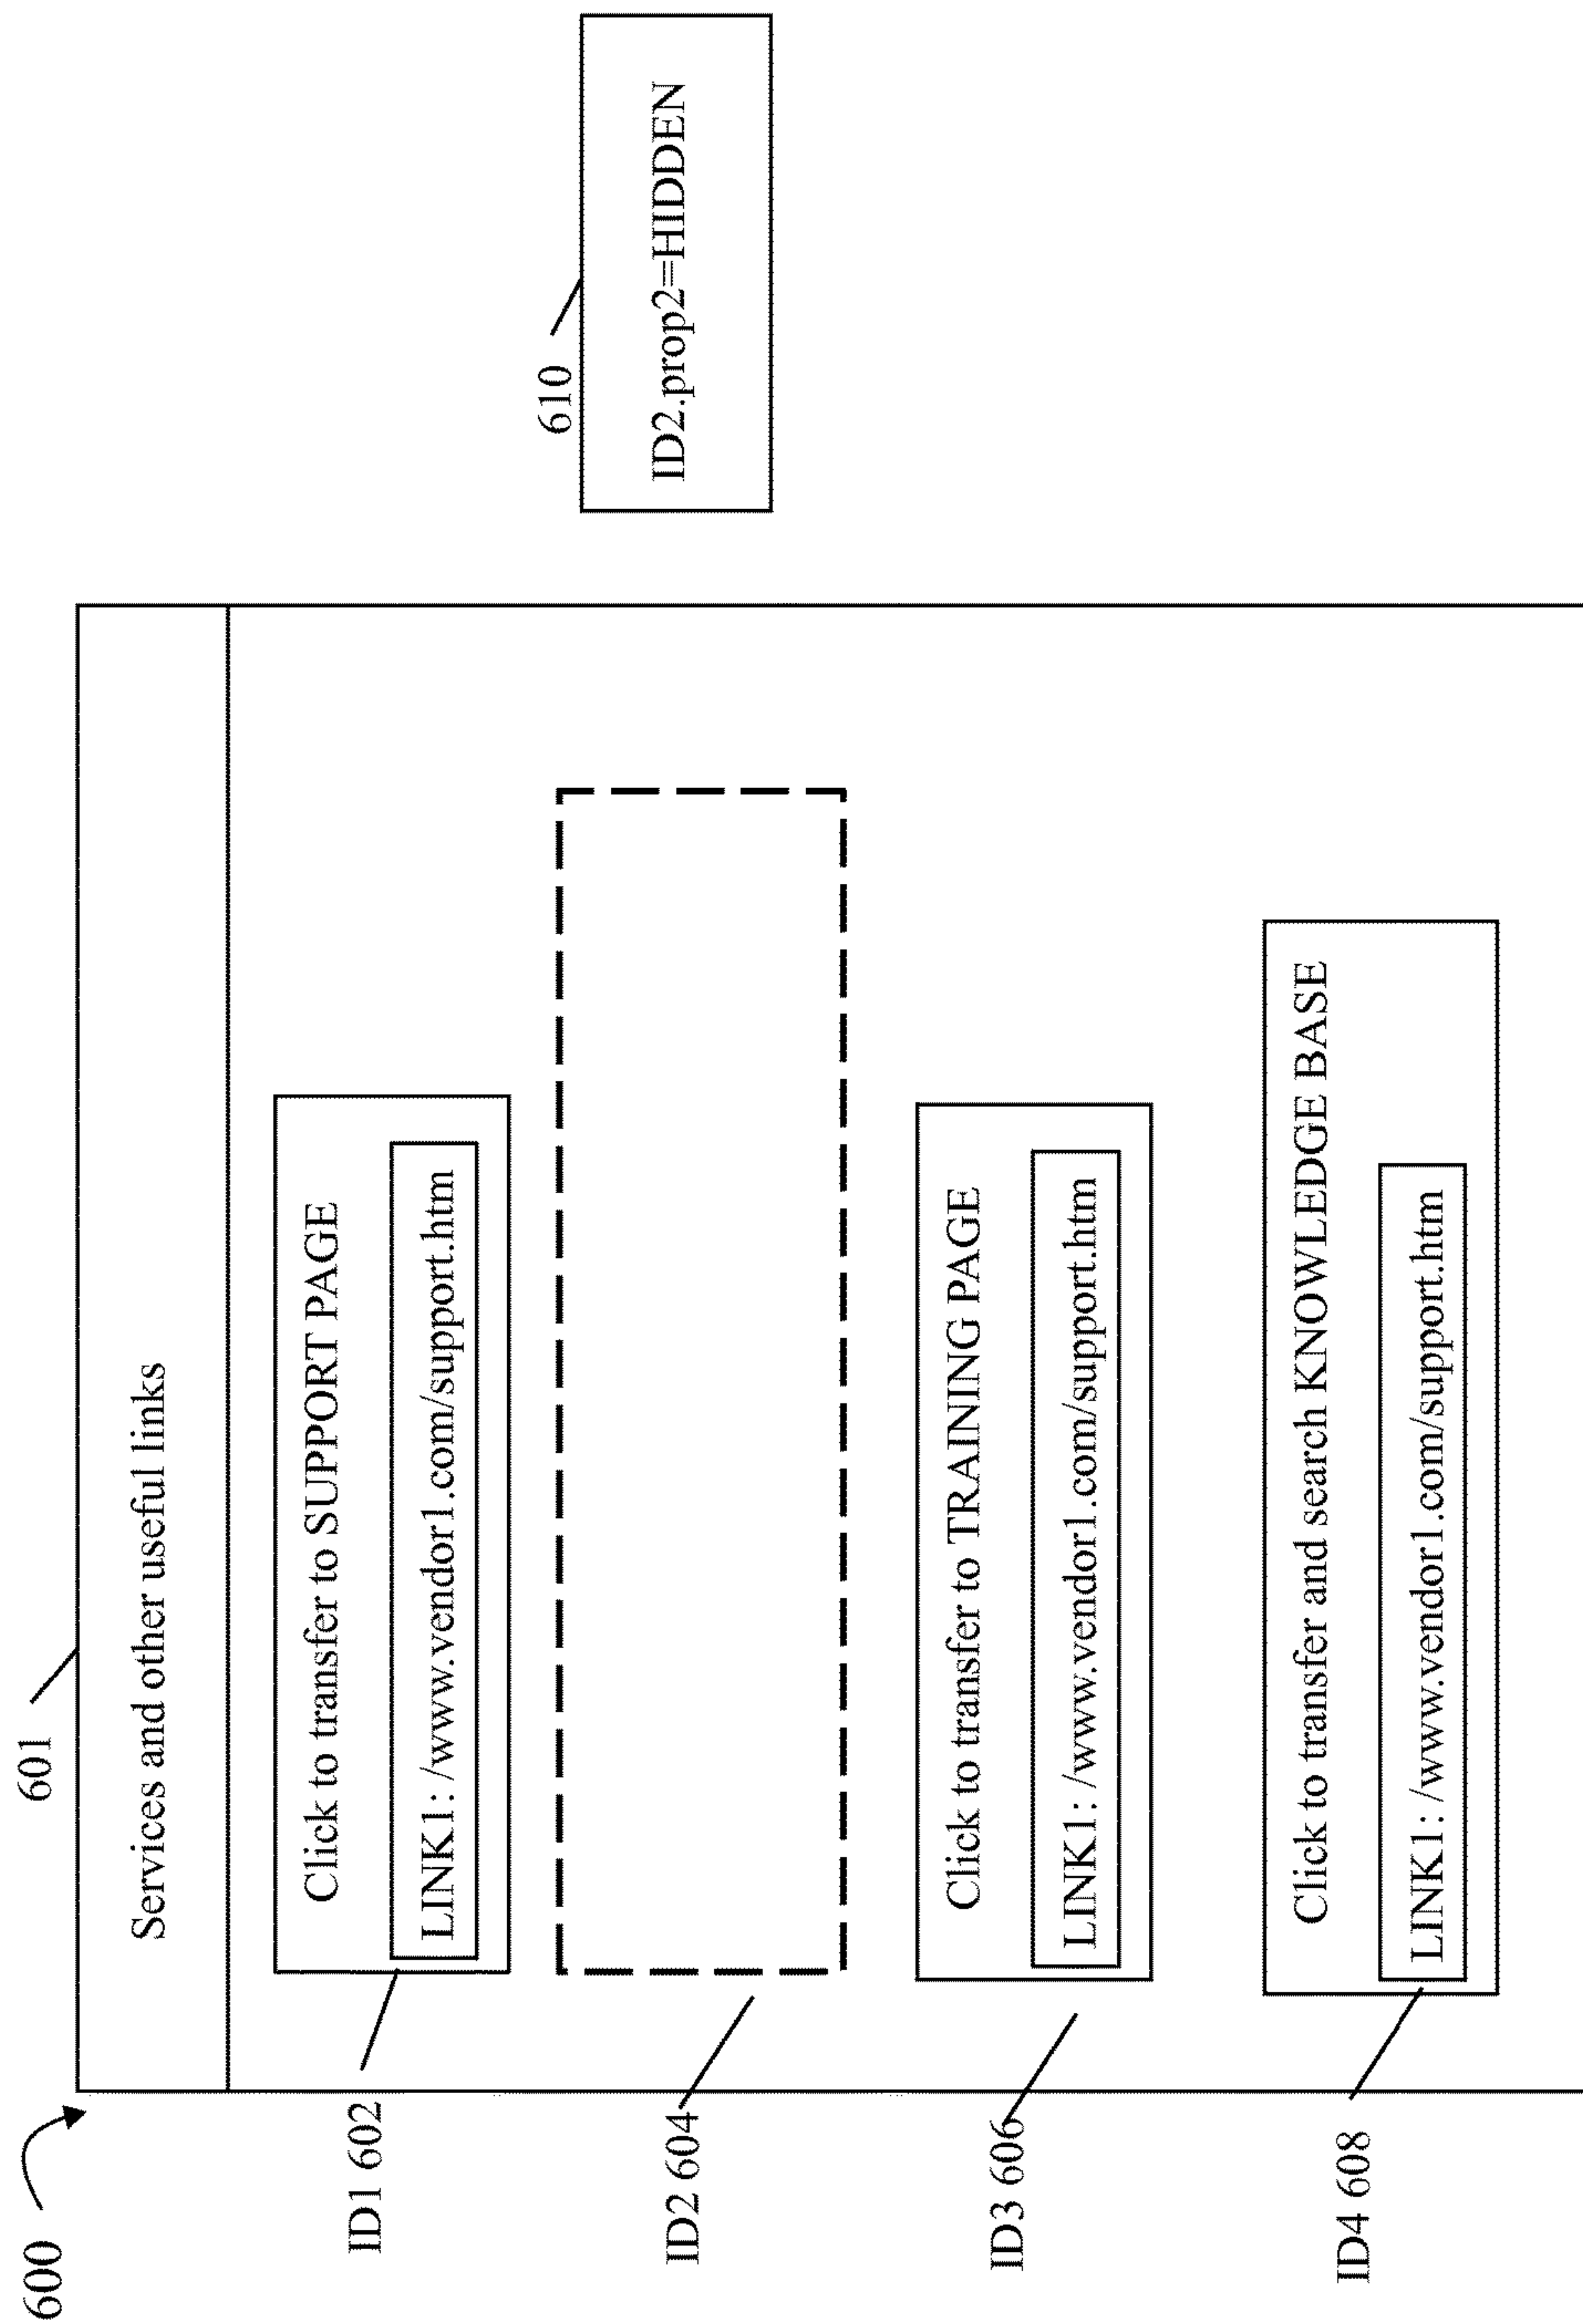 600
601
Services and other useful links
ID1 602
Click to transfer to SUPPORT PAGE
LINK1: /www.vendor1.com/support.htm
ID2 604
610
ID2.prop2=HIDDEN
ID3 606
Click to transfer to TRAINING PAGE
LINK1: /www.vendor1.com/support.htm
ID4 608
Click to transfer and search KNOWLEDGE BASE
LINK1: /www.vendor1.com/support.htm